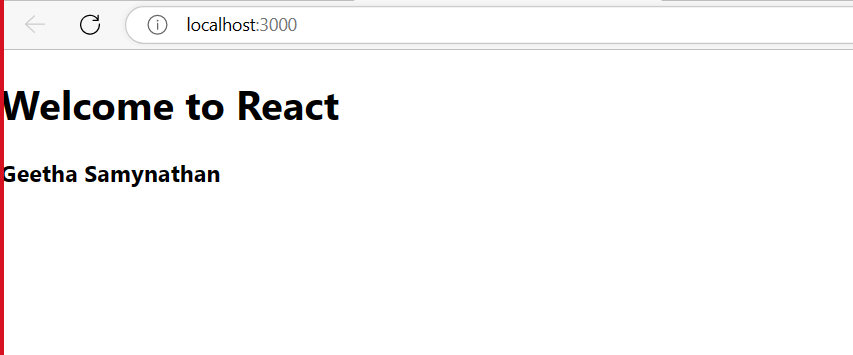 localhost:3000
Welcome to React
Geetha Samynathan